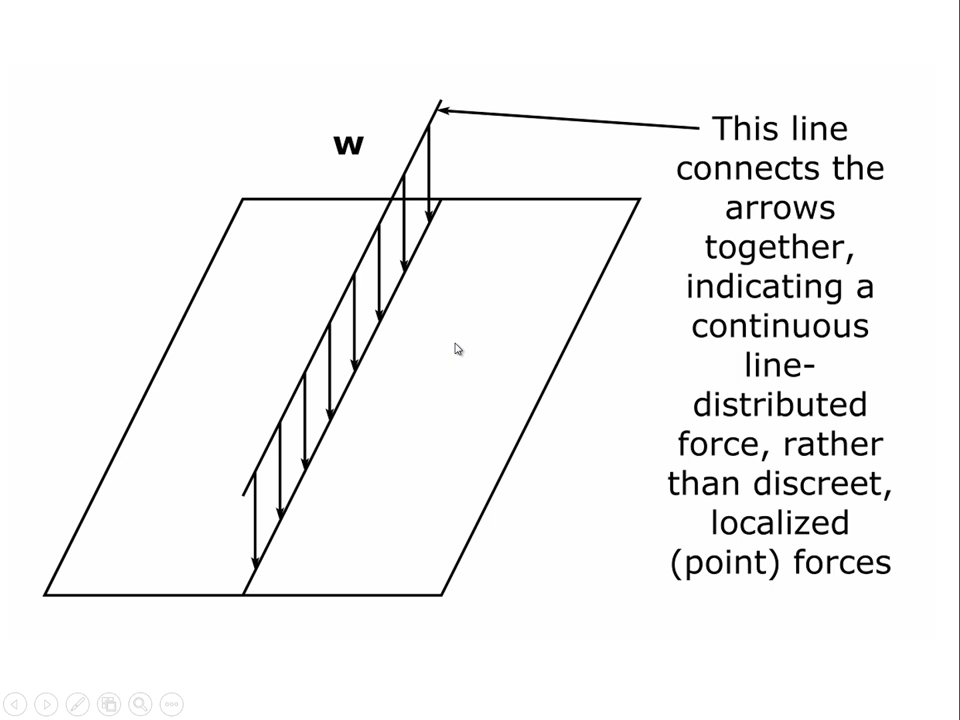 w
This line
connects the
arrows
together,
indicating a
continuous
line-
distributed
force, rather
than discreet,
localized
(point) forces